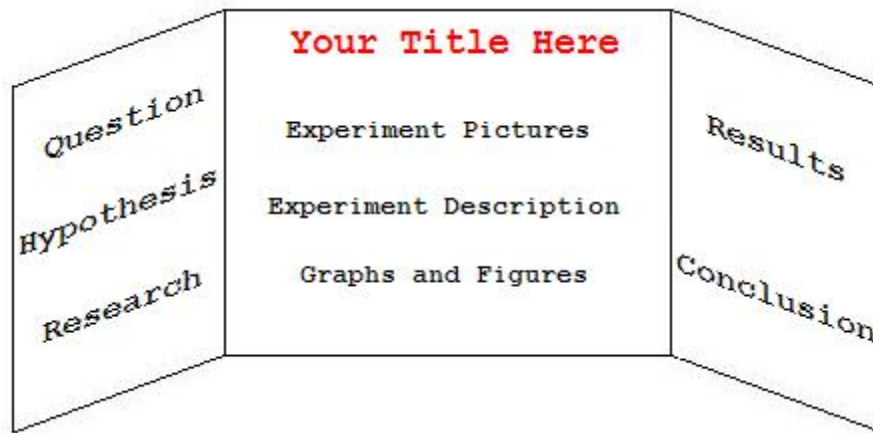 Question
Hypothesis
Research
Your Title Here
Experiment Pictures
Experiment Description
Graphs and Figures
Results
Conclusion